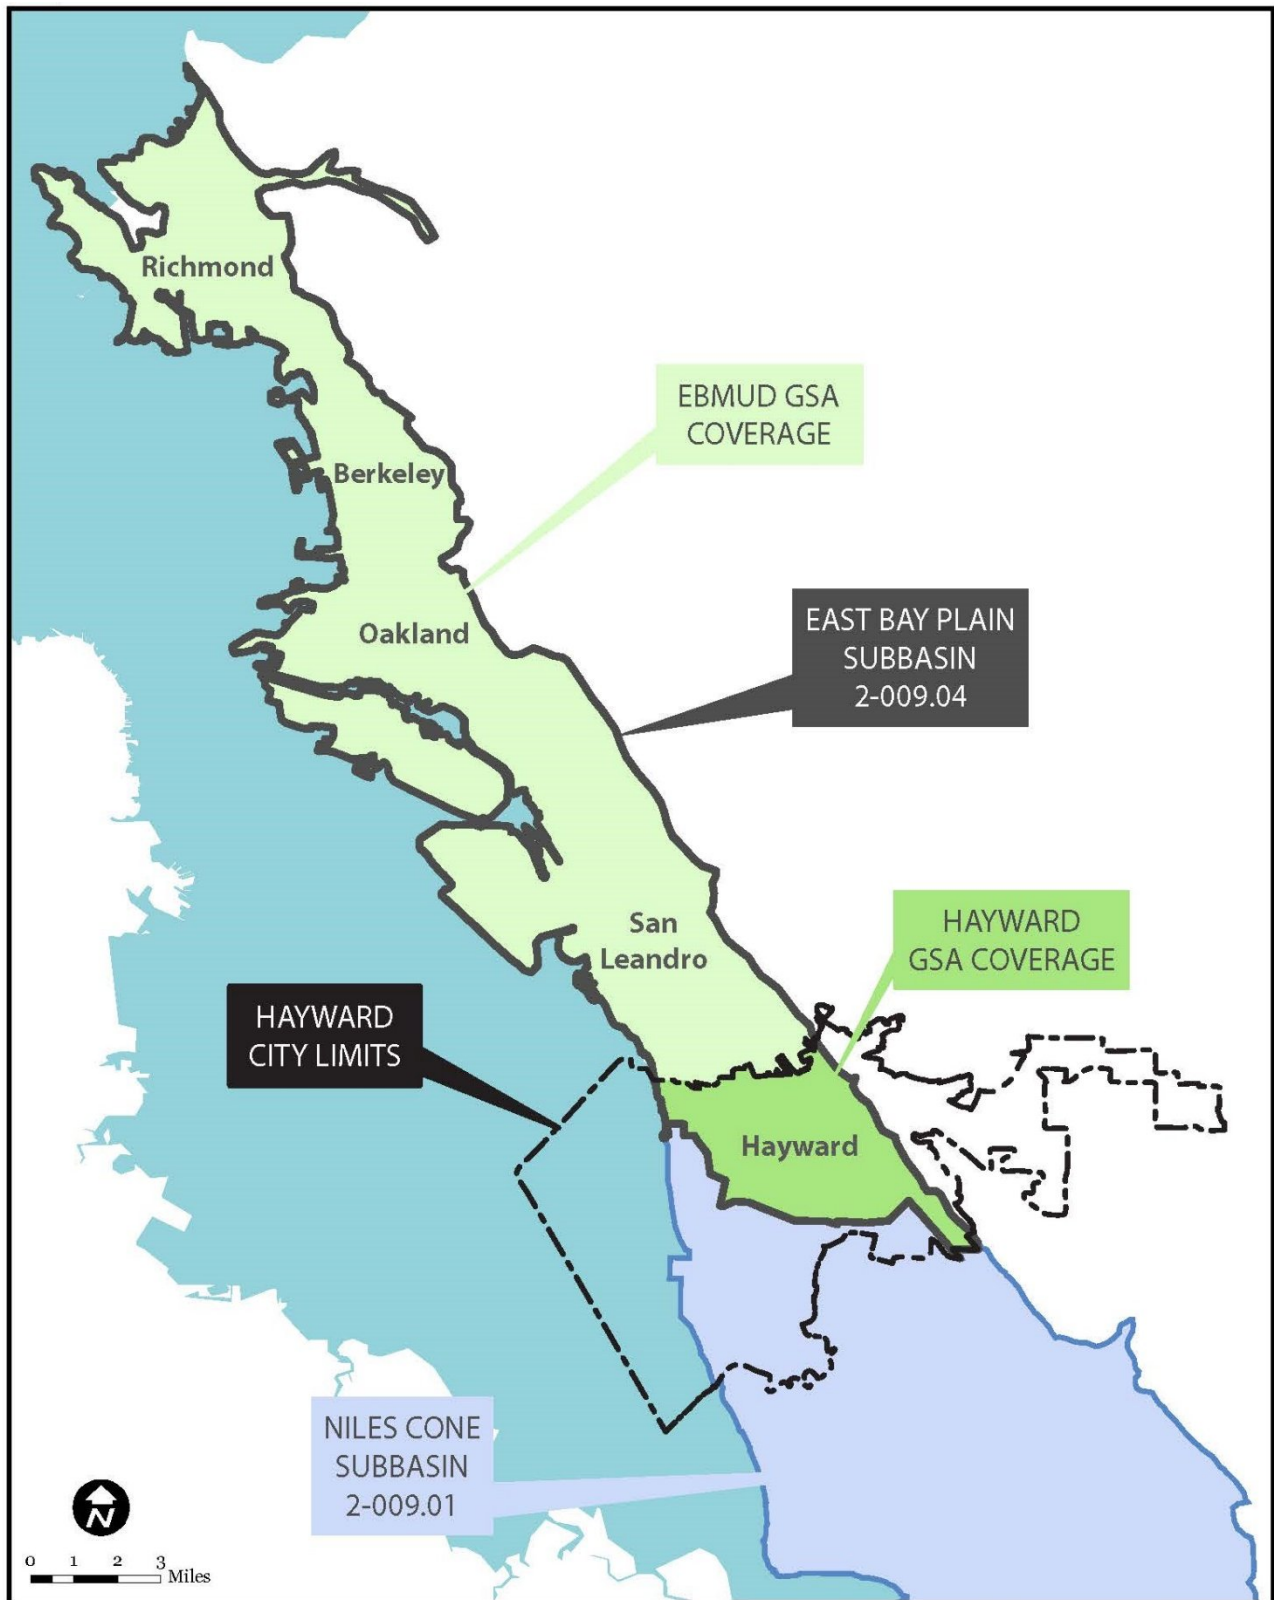 Richmond
EBMUD GSA
COVERAGE
Berkeley
EAST BAY PLAIN
SUBBASIN
2-009.04
Oakland
HAYWARD
GSA COVERAGE
San
Leandro
HAYWARD
CITY LIMITS
Hayward
NILES CONE
SUBBASIN
2-009.01
N
0 1 2 3
Miles